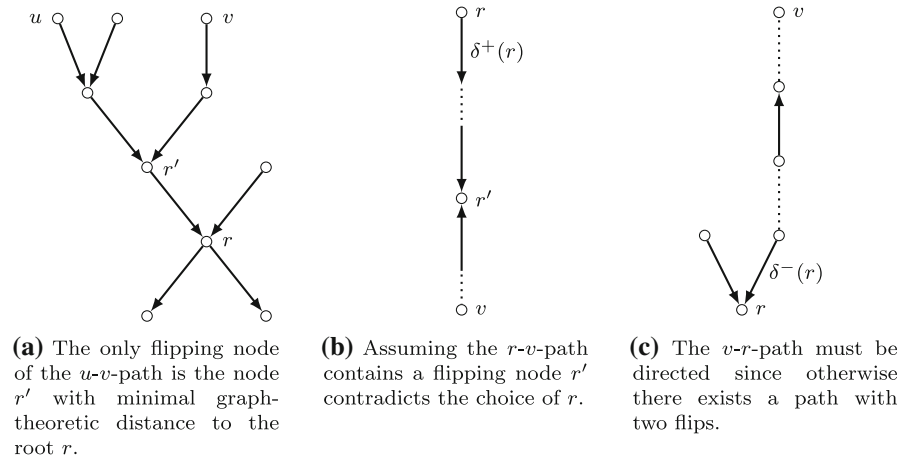 u
v
r′
r
(a) The only flipping node
of the u-v-path is the node
r′ with minimal graph-
theoretic distance to the
root r.
r
δ⁺(r)
r′
v
(b) Assuming the r-v-path
contains a flipping node r′
contradicts the choice of r.
v
δ⁻(r)
r
(c) The v-r-path must be
directed since otherwise
there exists a path with
two flips.